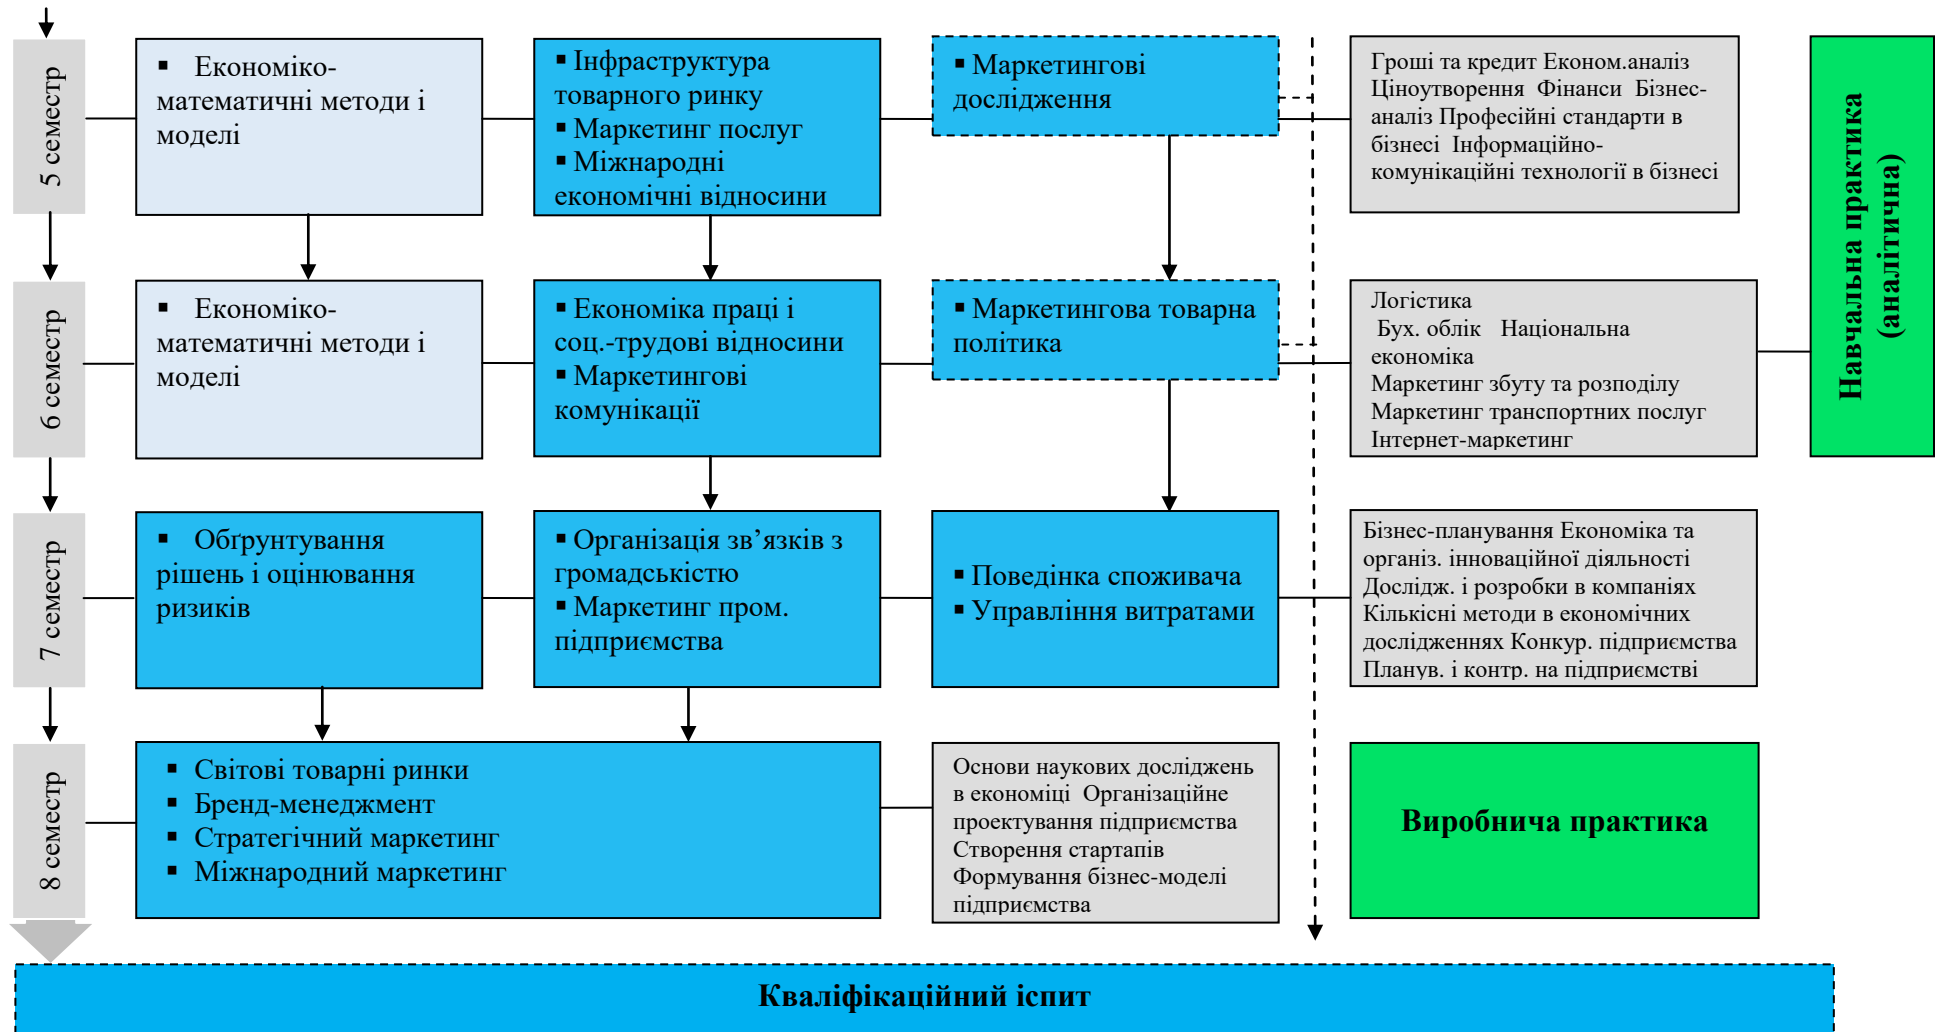 5 семестр
▪ Економіко-
математичні методи і
моделі
▪ Інфраструктура
товарного ринку
▪ Маркетинг послуг
▪ Міжнародні
економічні відносини
▪ Маркетингові
дослідження
Гроші та кредит Економ.аналіз
Ціноутворення Фінанси Бізнес-
аналіз Професійні стандарти в
бізнесі Інформаційно-
комунікаційні технології в бізнесі
Навчальна практика
(аналітична)
6 семестр
▪ Економіко-
математичні методи і
моделі
▪ Економіка праці і
соц.-трудові відносини
▪ Маркетингові
комунікації
▪ Маркетингова товарна
політика
Логістика
Бух. облік Національна
економіка
Маркетинг збуту та розподілу
Маркетинг транспортних послуг
Інтернет-маркетинг
7 семестр
▪ Обґрунтування
рішень і оцінювання
ризиків
▪ Організація зв’язків з
громадськістю
▪ Маркетинг пром.
підприємства
▪ Поведінка споживача
▪ Управління витратами
Бізнес-планування Економіка та
організ. інноваційної діяльності
Дослідж. і розробки в компаніях
Кількісні методи в економічних
дослідженнях Конкур. підприємства
Планув. і контр. на підприємстві
8 семестр
▪ Світові товарні ринки
▪ Бренд-менеджмент
▪ Стратегічний маркетинг
▪ Міжнародний маркетинг
Основи наукових досліджень
в економіці Організаційне
проектування підприємства
Створення стартапів
Формування бізнес-моделі
підприємства
Виробнича практика
Кваліфікаційний іспит